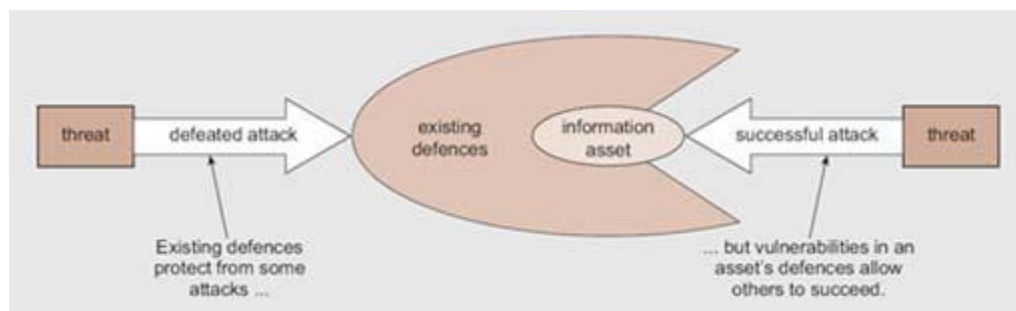 threat
defeated attack
existing
defences
information
asset
successful attack
threat
Existing defences
protect from some
attacks ...
... but vulnerabilities in an
asset's defences allow
others to succeed.